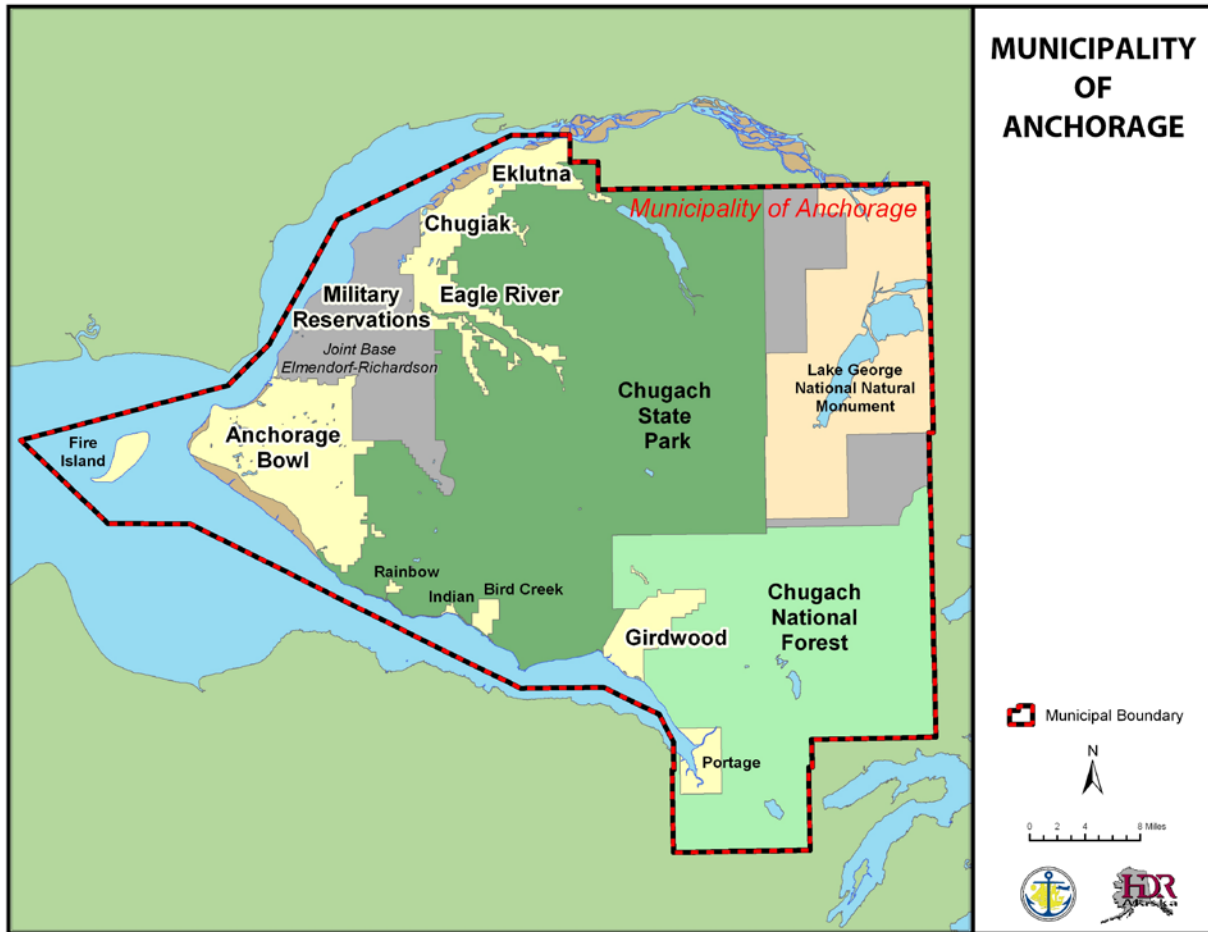 MUNICIPALITY
OF
ANCHORAGE
Eklutna
Municipality of Anchorage
Chugiak
Military
Reservations
Eagle River
Joint Base
Elmendorf-Richardson
Lake George
National Natural
Monument
Chugach
State
Park
Fire
Island
Anchorage
Bowl
Rainbow
Indian
Bird Creek
Chugach
National
Forest
Girdwood
Portage
Municipal Boundary
N
0 2 4 8 Miles
HDR
Alaska